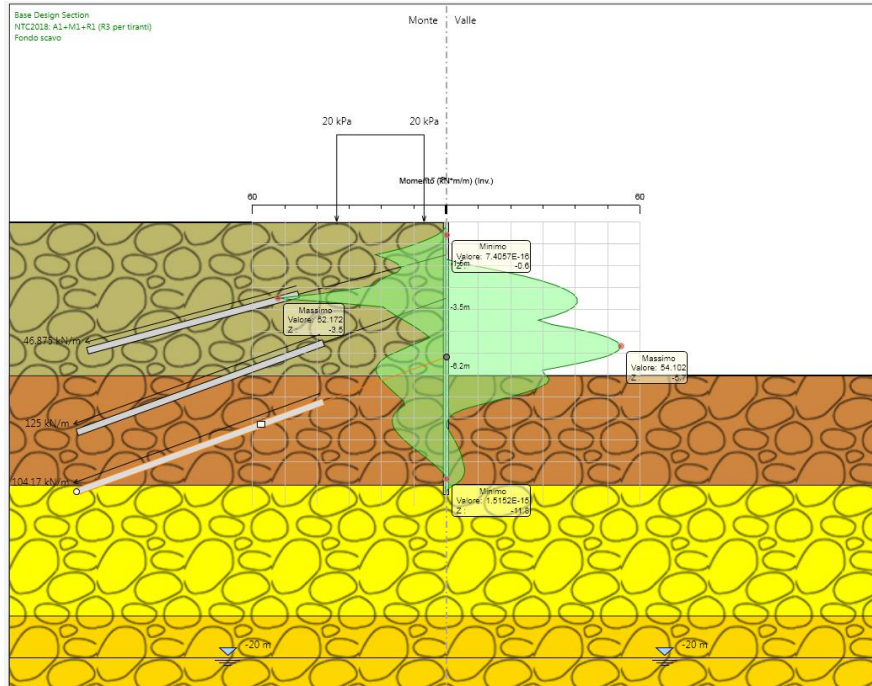 Base Design Section
NTC2018: A1+M1+R1 (R3 per tiranti)
Fondo scavo
Monte
Valle
20 kPa
20 kPa
Momento (kN*m/m) (Inv.)
60
60
Minimo
Valore: 7.4057E-16
Z : -0.6
-3.5m
Massimo
Valore: 52.172
Z : -3.5
46.875 kN/m
-6.2m
Massimo
Valore: 54.102
Z
125 kN/m
104.17 kN/m
Minimo
Valore: 1.5152E-15
Z : -11.8
-20 m
-20 m